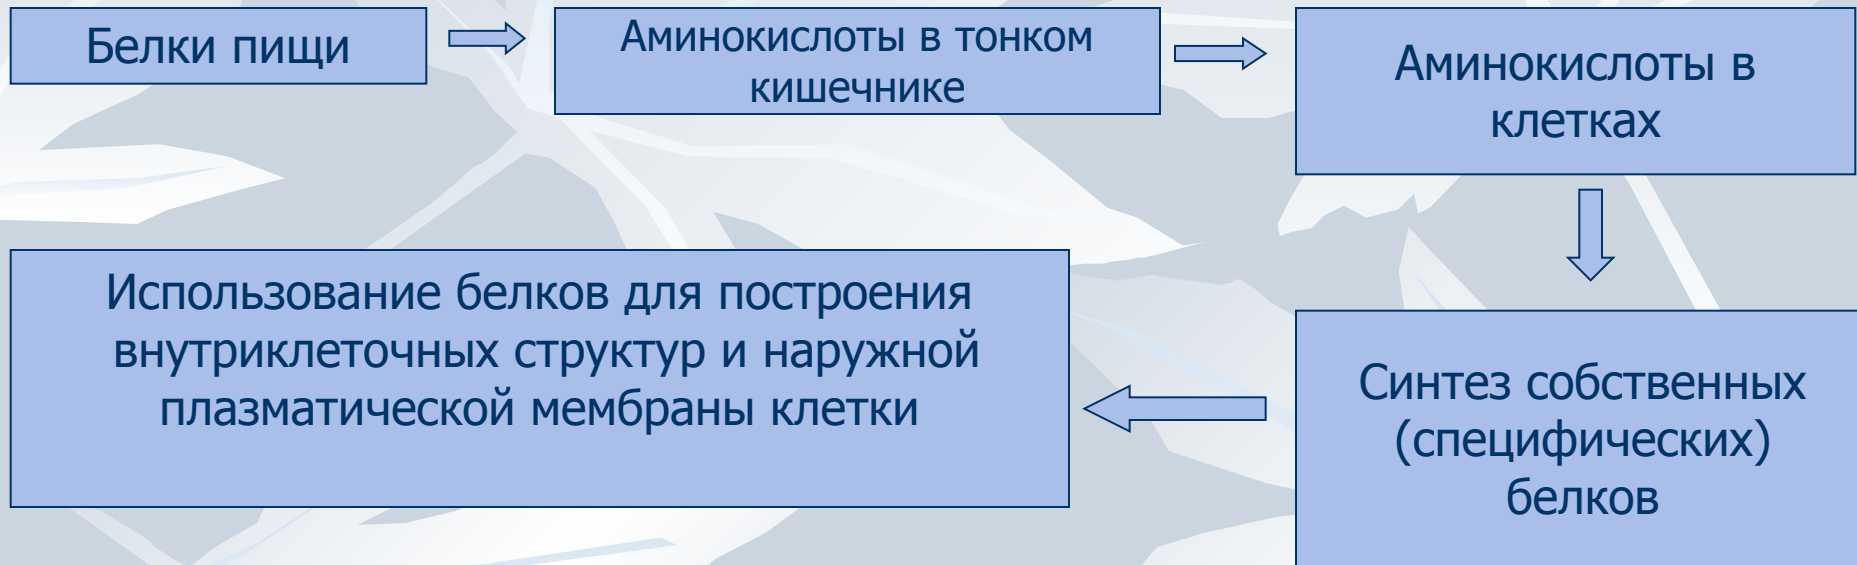 Белки пищи
Аминокислоты в тонком
кишечнике
Аминокислоты в
клетках
Использование белков для построения
внутриклеточных структур и наружной
плазматической мембраны клетки
Синтез собственных
(специфических)
белков